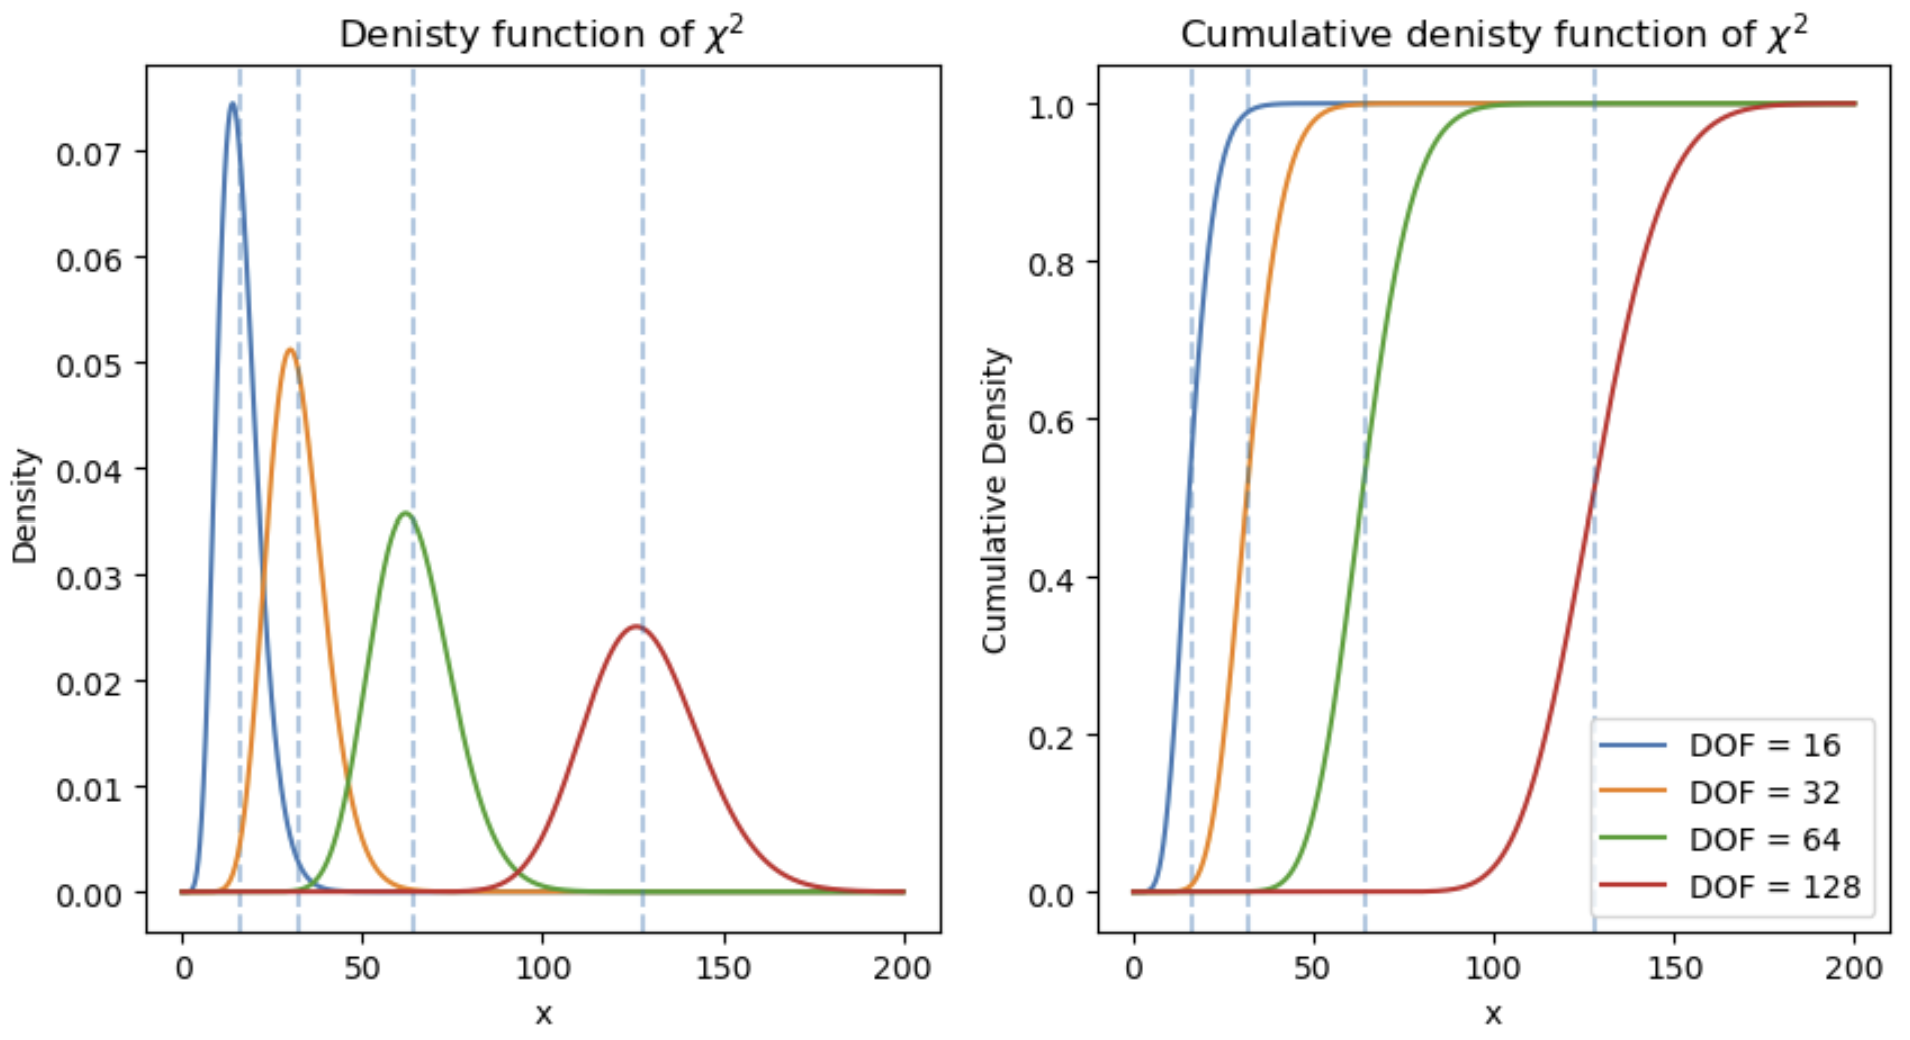 Denisty function of χ²
0.07
0.06
0.05
0.04
0.03
0.02
0.01
0.00
Density
0 50 100 150 200
x
Cumulative denisty function of χ²
1.0
0.8
0.6
0.4
0.2
0.0
Cumulative Density
DOF = 16
DOF = 32
DOF = 64
DOF = 128
0 50 100 150 200
x